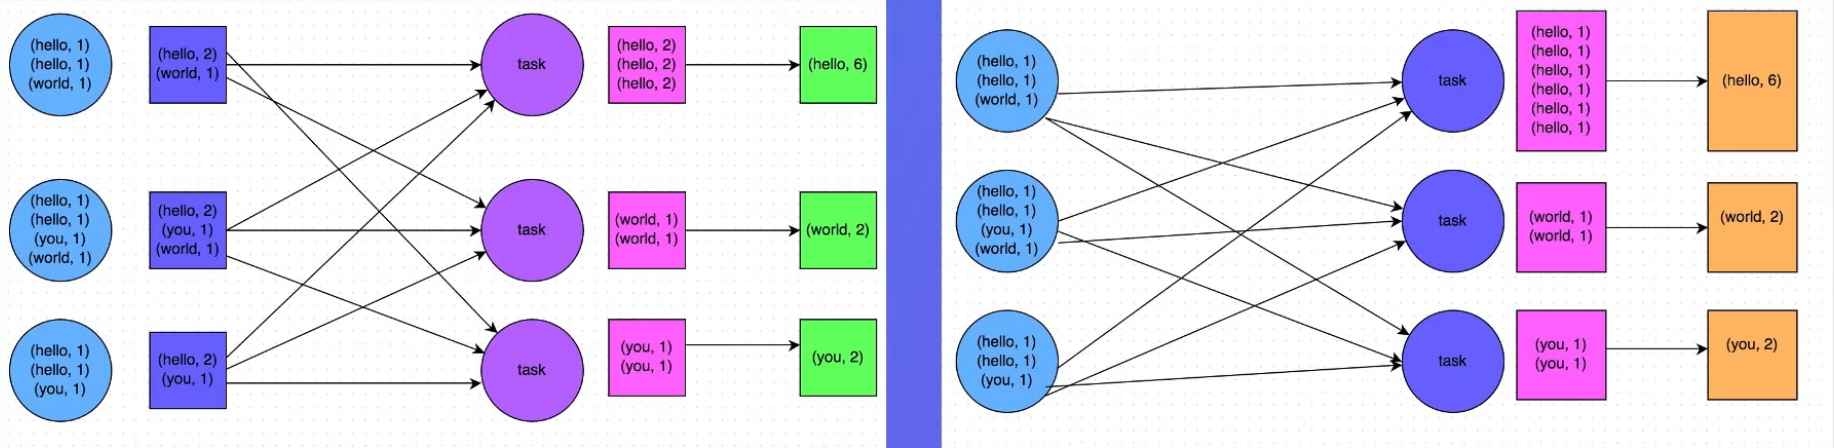 (hello, 1)
(hello, 1)
(world, 1)
(hello, 2)
(world, 1)
task
(hello, 2)
(hello, 2)
(hello, 2)
(hello, 6)
(hello, 1)
(hello, 1)
(you, 1)
(world, 1)
(hello, 2)
(you, 1)
(world, 1)
task
(world, 1)
(world, 1)
(world, 2)
(hello, 1)
(hello, 1)
(you, 1)
(hello, 2)
(you, 1)
task
(you, 1)
(you, 1)
(you, 2)
(hello, 1)
(hello, 1)
(world, 1)
task
(hello, 1)
(hello, 1)
(hello, 1)
(hello, 1)
(hello, 1)
(hello, 1)
(hello, 6)
(hello, 1)
(hello, 1)
(you, 1)
(world, 1)
task
(world, 1)
(world, 1)
(world, 2)
(hello, 1)
(hello, 1)
(you, 1)
task
(you, 1)
(you, 1)
(you, 2)